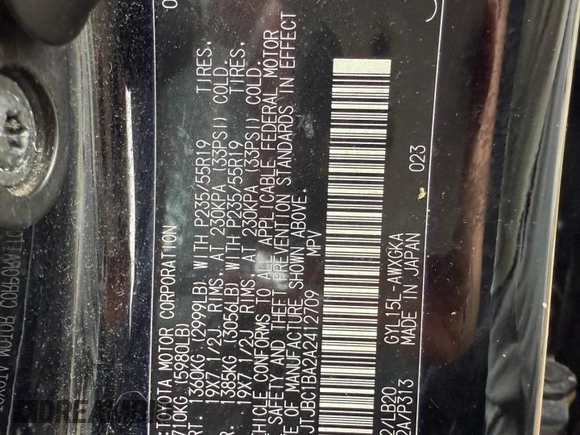 TOYOTA MOTOR CORPORATION
710KG (5980LB)
1360KG (2999LB) WITH P235/55R19 TIRES.
19X7 1/2J RIMS. AT 230KPA (33PSI) COLD.
1385KG (3056LB) WITH P235/55R19 TIRES.
19X7 1/2J RIMS AT 230KPA (33PSI) COLD.
VEHICLE CONFORMS TO ALL APPLICABLE FEDERAL MOTOR
SAFETY AND THEFT PREVENTION STANDARDS IN EFFECT
OF MANUFACTURE SHOWN ABOVE.
JTJBC1BA2A2412709 MPV
2/LB20 GYL15L-AWXGKA
2A/P313 MADE IN JAPAN 023